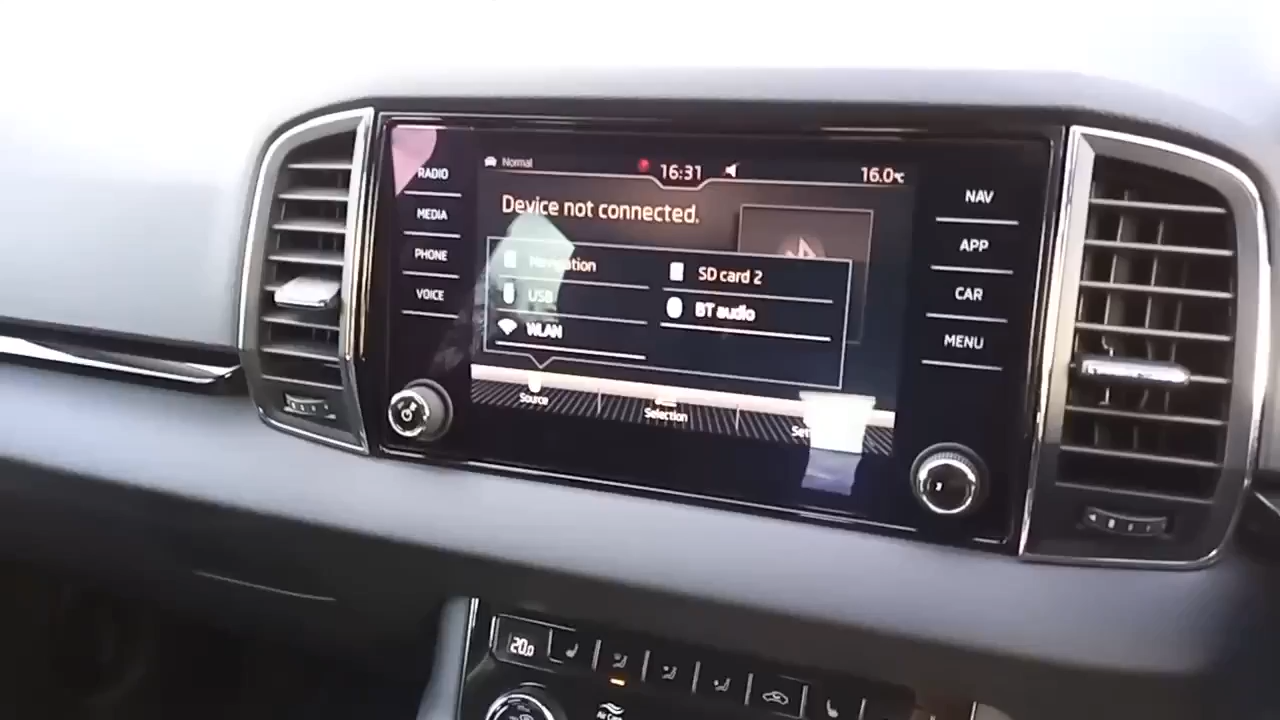 RADIO
MEDIA
PHONE
VOICE
Normal
16:31
16.0°C
Device not connected.
Navigation
SD card 2
USB
BT audio
WLAN
Source
Selection
NAV
APP
CAR
MENU
20.0